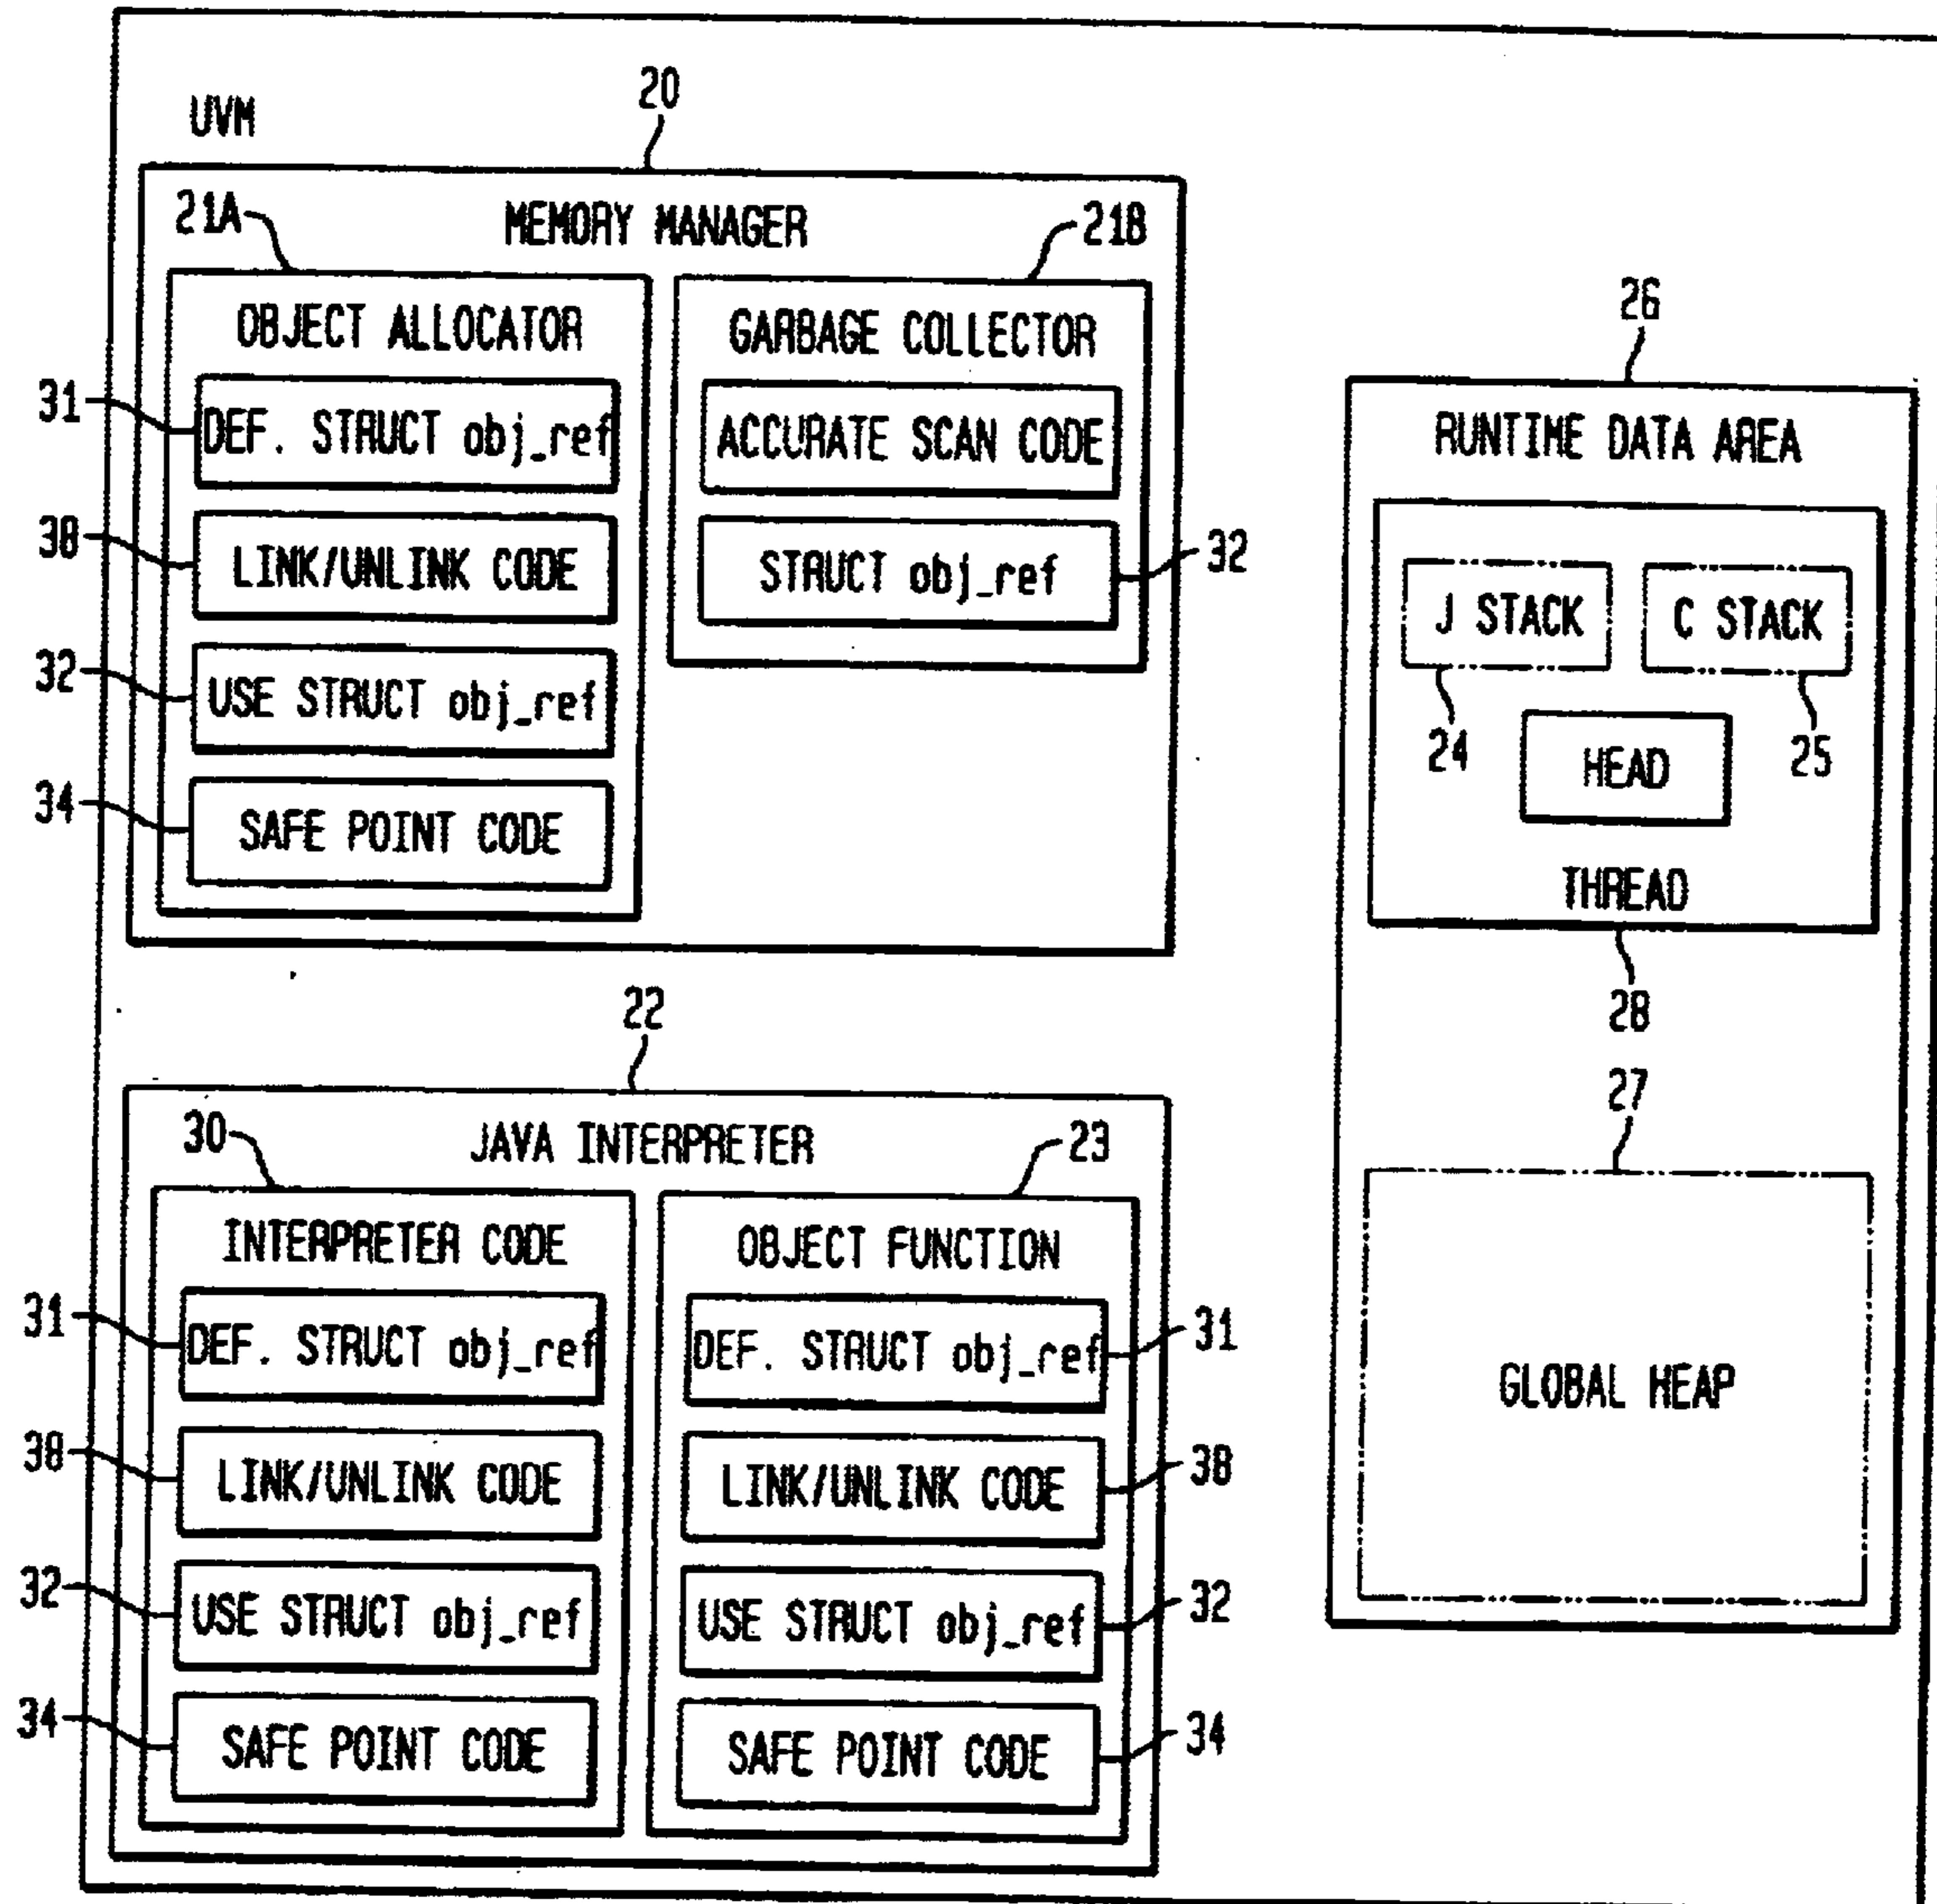 UVM
20
MEMORY MANAGER
21A
21B
OBJECT ALLOCATOR
31
DEF. STRUCT obj_ref
38
LINK/UNLINK CODE
32
USE STRUCT obj_ref
34
SAFE POINT CODE
GARBAGE COLLECTOR
ACCURATE SCAN CODE
STRUCT obj_ref
32
22
JAVA INTERPRETER
30
23
INTERPRETER CODE
31
DEF. STRUCT obj_ref
38
LINK/UNLINK CODE
32
USE STRUCT obj_ref
34
SAFE POINT CODE
OBJECT FUNCTION
DEF. STRUCT obj_ref
31
LINK/UNLINK CODE
38
USE STRUCT obj_ref
32
SAFE POINT CODE
34
26
RUNTIME DATA AREA
J STACK
C STACK
24
25
HEAD
THREAD
28
27
GLOBAL HEAP